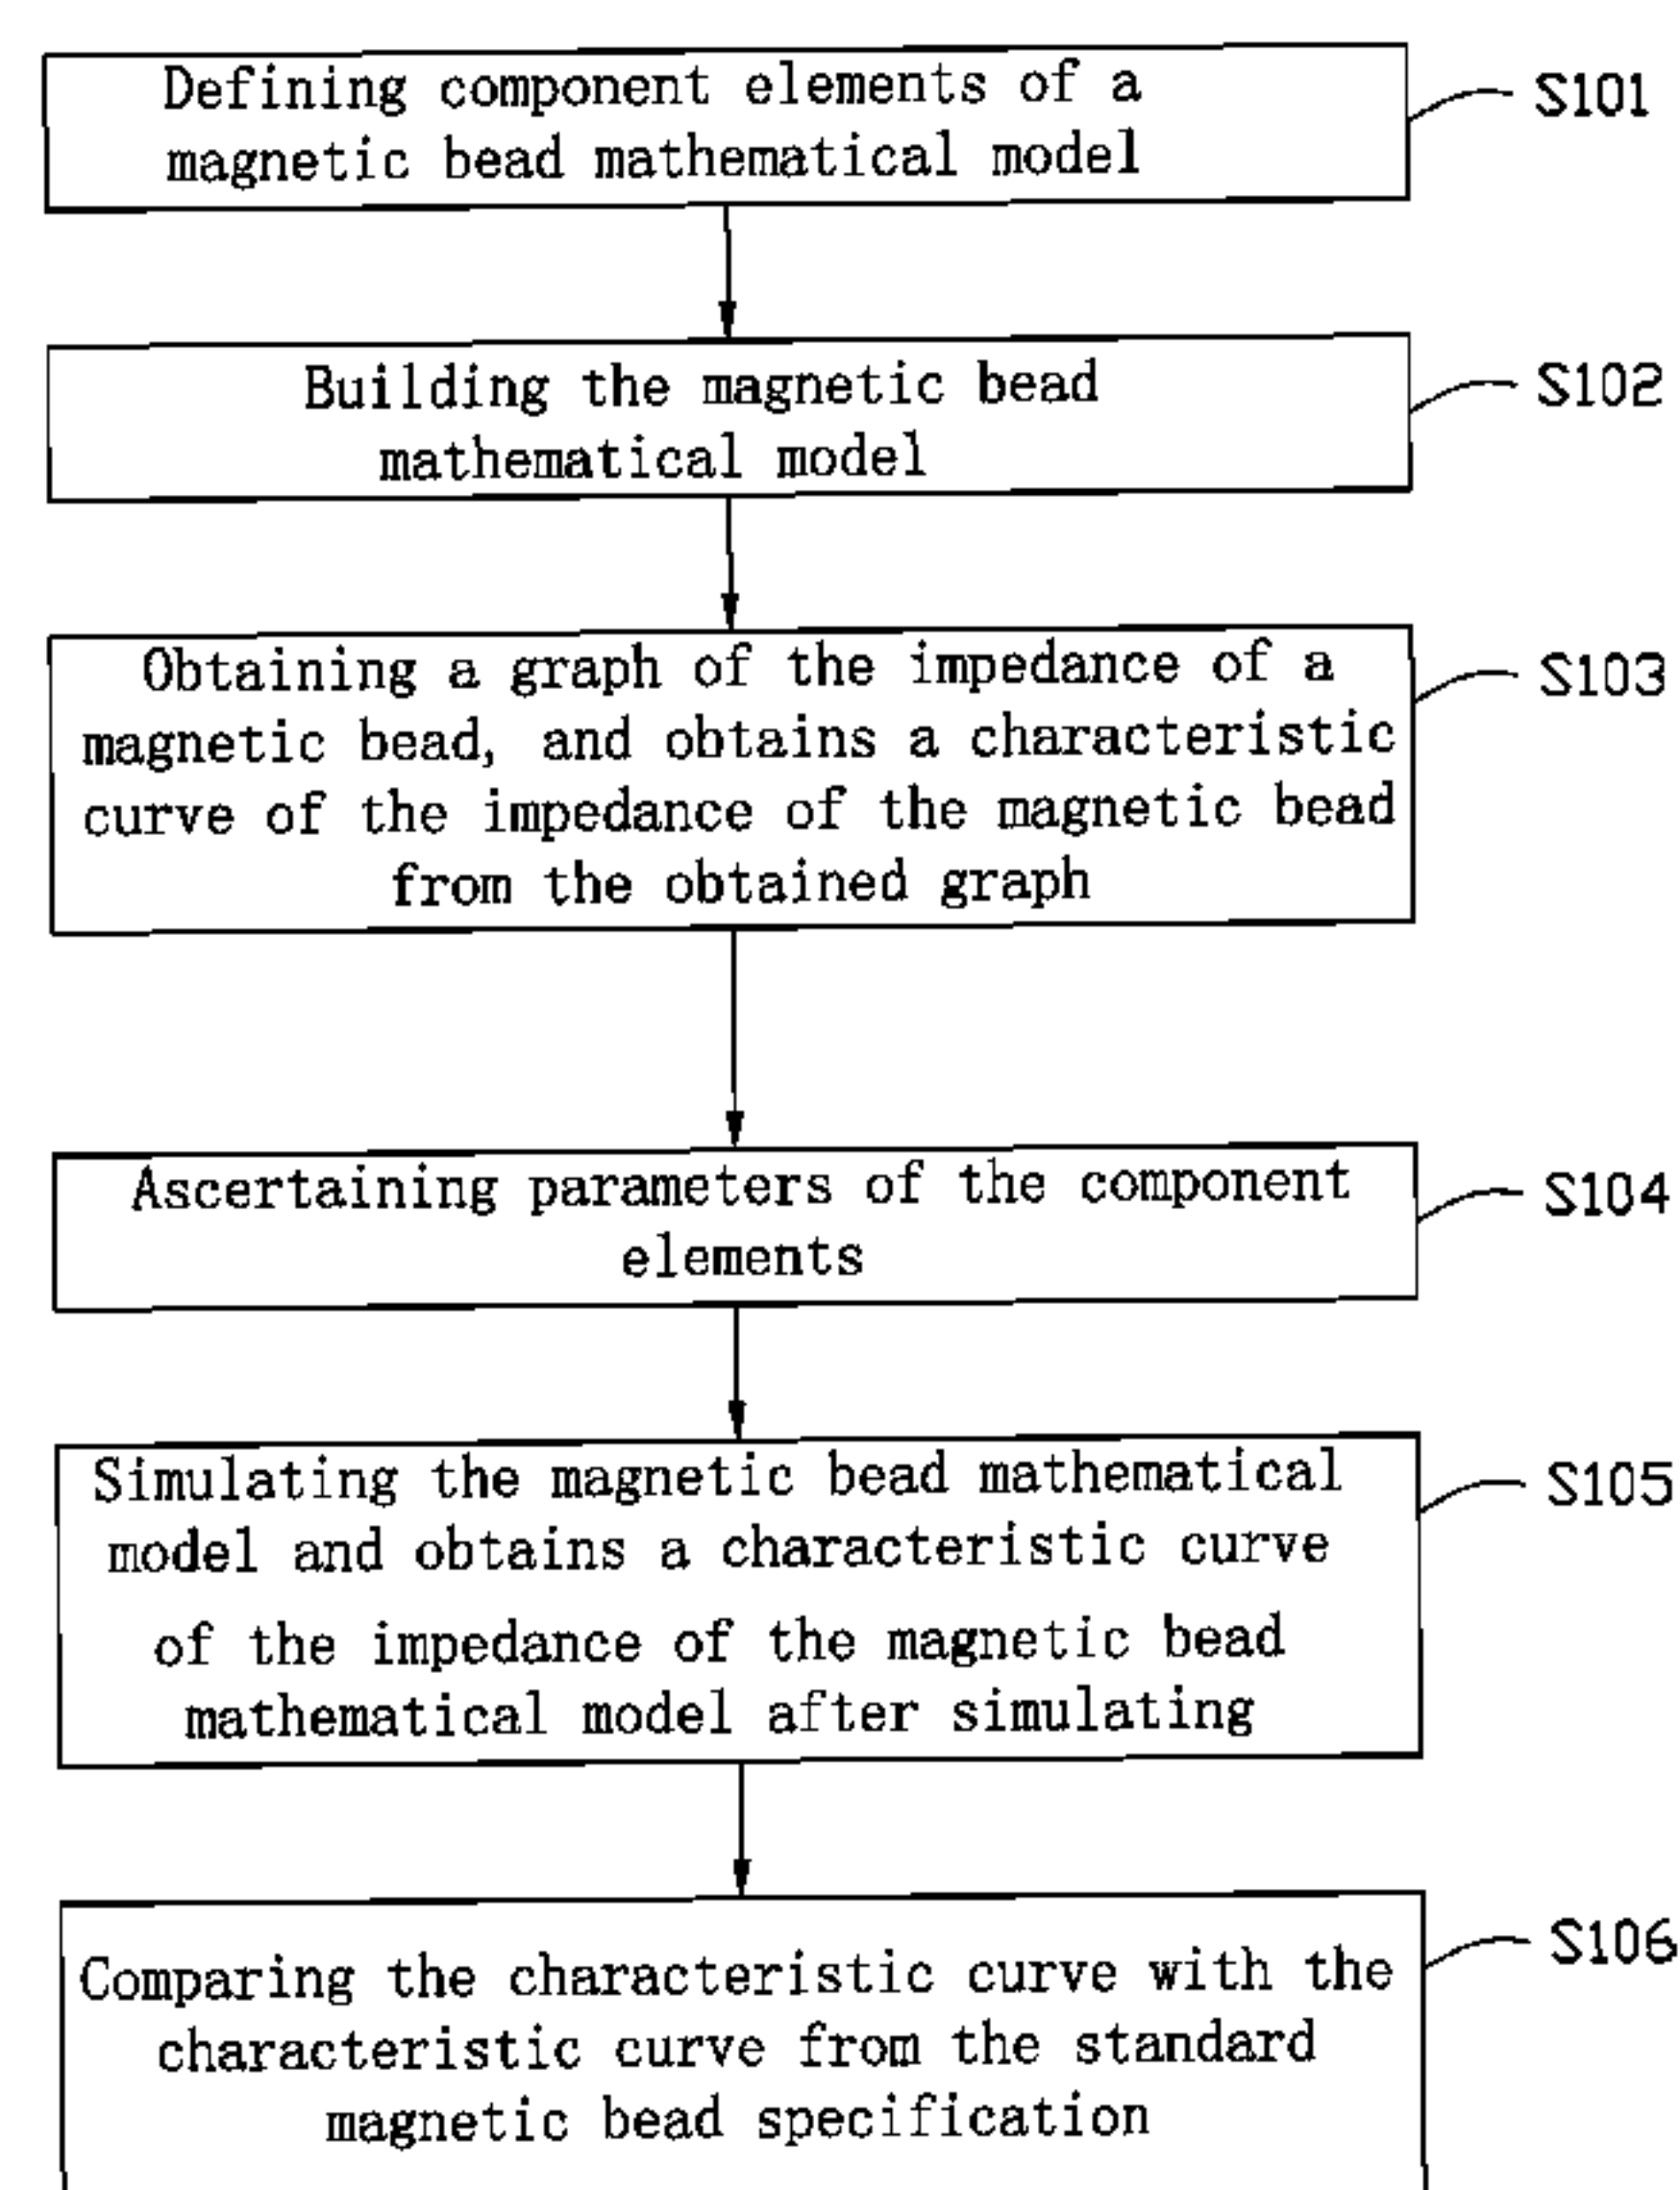 Defining component elements of a
magnetic bead mathematical model
S101
Building the magnetic bead
mathematical model
S102
Obtaining a graph of the impedance of a
magnetic bead, and obtains a characteristic
curve of the impedance of the magnetic bead
from the obtained graph
S103
Ascertaining parameters of the component
elements
S104
Simulating the magnetic bead mathematical
model and obtains a characteristic curve
of the impedance of the magnetic bead
mathematical model after simulating
S105
Comparing the characteristic curve with the
characteristic curve from the standard
magnetic bead specification
S106